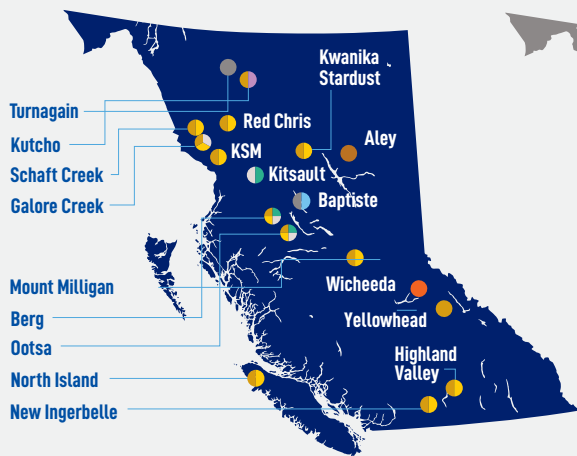 Kwanika
Stardust
Turnagain
Red Chris
Kutcho
Aley
KSM
Schaft Creek
Kitsault
Galore Creek
Baptiste
Mount Milligan
Wicheeda
Berg
Yellowhead
Ootsa
Highland
Valley
North Island
New Ingerbelle